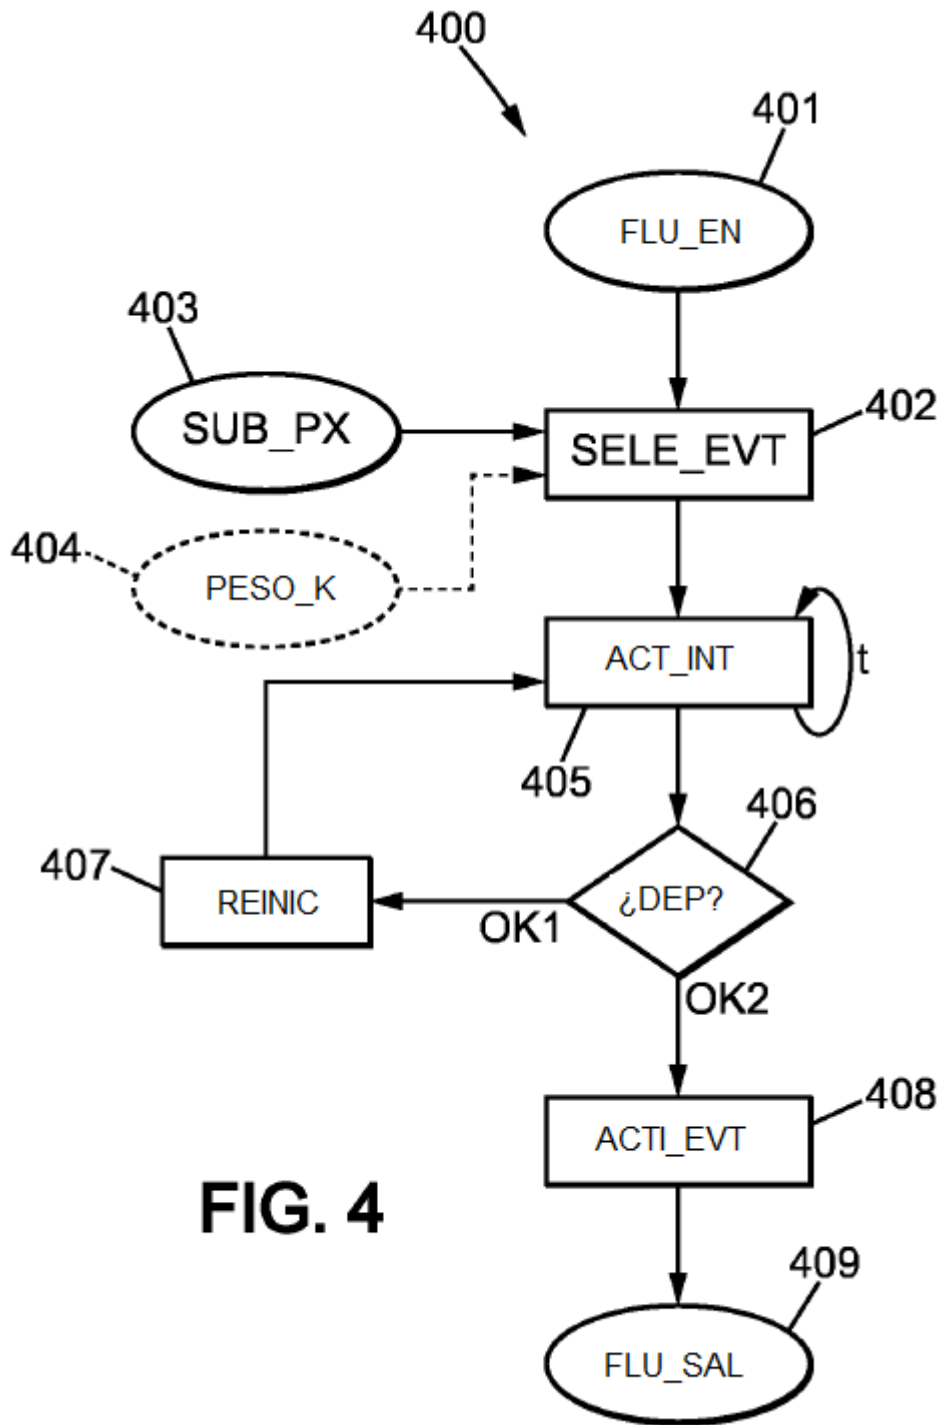 400
401
FLU_EN
403
SUB_PX
402
SELE_EVT
404
PESO_K
ACT_INT
t
405
406
407
REINIC
¿DEP?
OK1
OK2
408
ACTI_EVT
FIG. 4
409
FLU_SAL